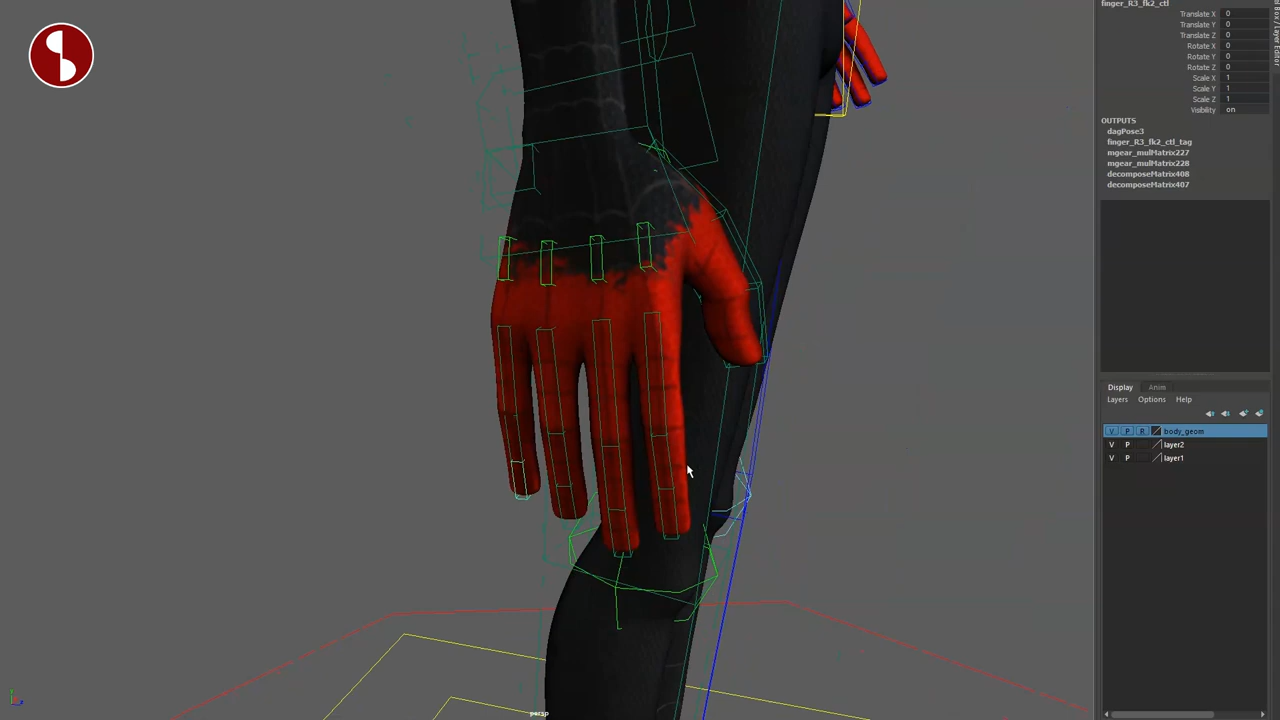 finger_R3_fk2_ctl
Translate X 0
Translate Y 0
Translate Z 0
Rotate X 0
Rotate Y 0
Rotate Z 0
Scale X 1
Scale Y 1
Scale Z 1
Visibility on
OUTPUTS
dagPose3
finger_R3_fk2_ctl_tag
mgear_mulMatrix227
mgear_mulMatrix228
decomposeMatrix408
decomposeMatrix407
Display Anim
Layers Options Help
V P R body_geom
V P layer2
V P layer1
persp